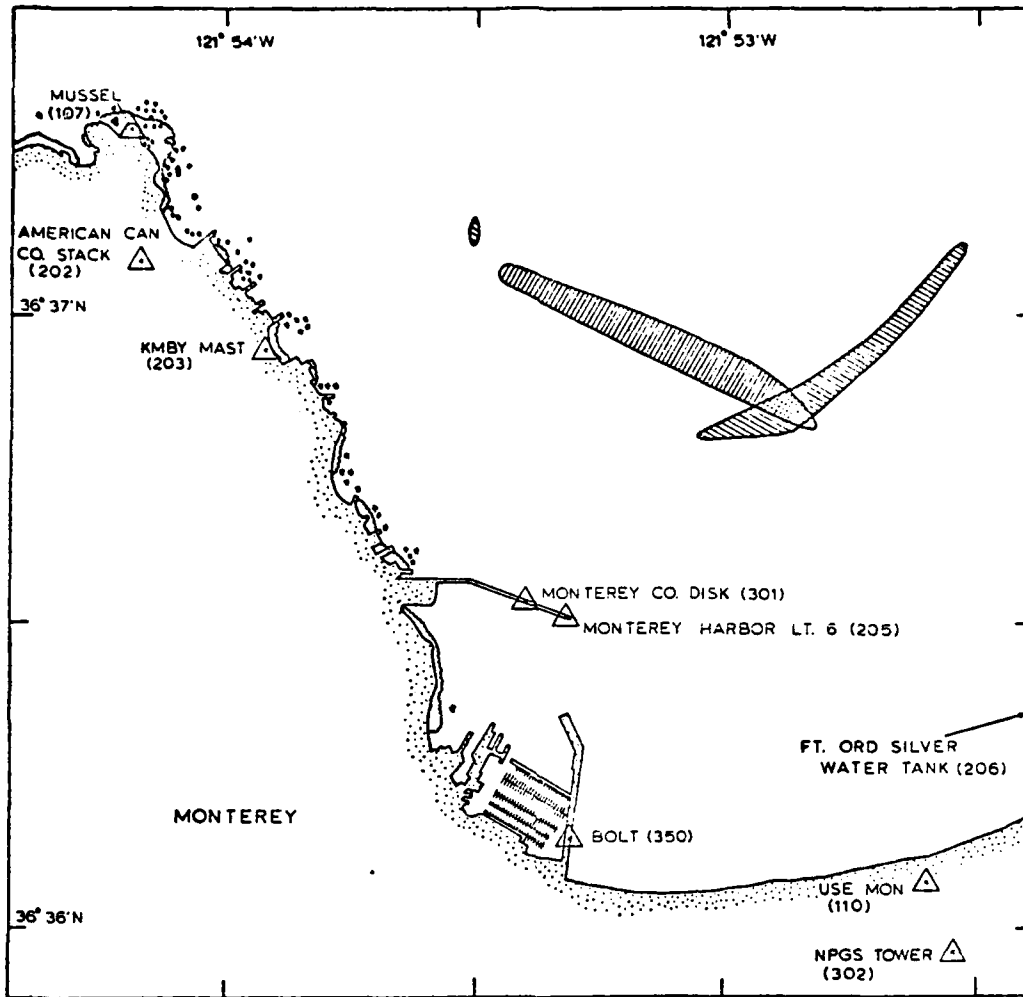 121° 54'W
121° 53'W
MUSSEL
(107)
AMERICAN CAN
CO. STACK
(202)
36° 37'N
KMBY MAST
(203)
MONTEREY CO. DISK (301)
MONTEREY HARBOR LT. 6 (205)
FT. ORD SILVER
WATER TANK (206)
MONTEREY
BOLT (350)
USE MON
(110)
36° 36'N
NPGS TOWER
(302)